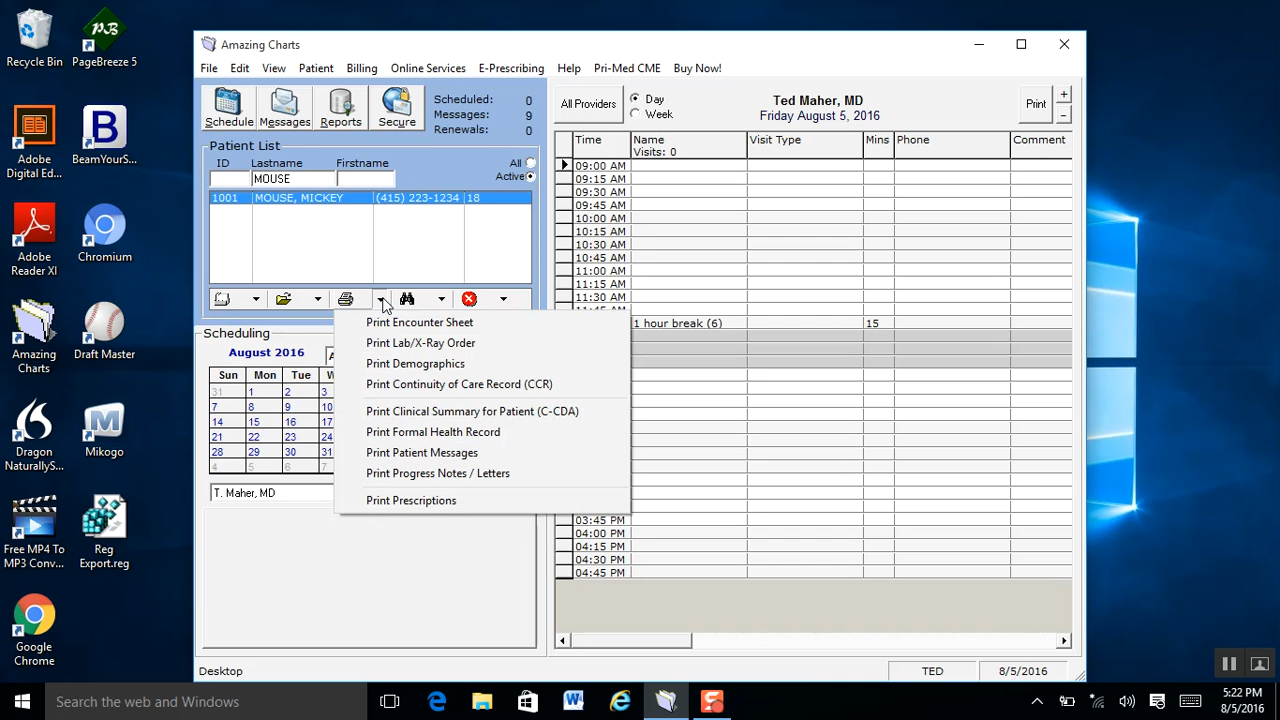 Recycle Bin
PageBreeze 5
Adobe
Digital Ed...
BeamYourS...
Adobe
Reader XI
Chromium
Amazing
Charts
Draft Master
Dragon
NaturallyS...
Mikogo
Free MP4 To
MP3 Conv...
Reg
Export.reg
Google
Chrome
Amazing Charts
File Edit View Patient Billing Online Services E-Prescribing Help Pri-Med CME Buy Now!
Schedule Messages Reports Secure
Scheduled: 0
Messages: 9
Renewals: 0
Patient List
ID Lastname Firstname All
MOUSE Active
1001 MOUSE, MICKEY (415) 223-1234 18
Print Encounter Sheet
Print Lab/X-Ray Order
Print Demographics
Print Continuity of Care Record (CCR)
Print Clinical Summary for Patient (C-CDA)
Print Formal Health Record
Print Patient Messages
Print Progress Notes / Letters
Print Prescriptions
Scheduling
August 2016
Sun Mon Tue
31 1 2 3
7 8 9 10
14 15 16 17
21 22 23 24
28 29 30 31
4 5 6 7
T. Maher, MD
All Providers
Day
Week
Ted Maher, MD
Friday August 5, 2016
Print
+
-
Time Name Visit Type Mins Phone Comment
Visits: 0
09:00 AM
09:15 AM
09:30 AM
09:45 AM
10:00 AM
10:15 AM
10:30 AM
10:45 AM
11:00 AM
11:15 AM
11:30 AM
1 hour break (6) 15
03:45 PM
04:00 PM
04:15 PM
04:30 PM
04:45 PM
Desktop
TED
8/5/2016
Search the web and Windows
5:22 PM
8/5/2016